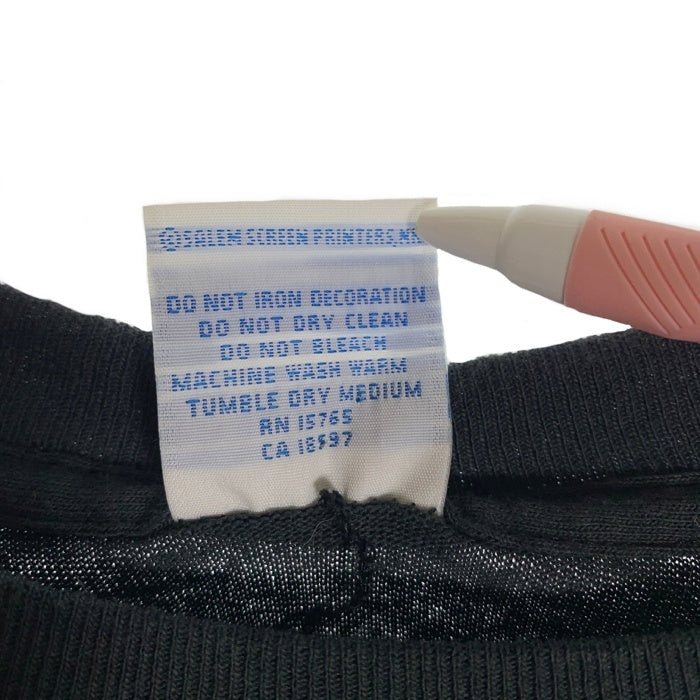 SALEM SCREEN PRINTERS
DO NOT IRON DECORATION
DO NOT DRY CLEAN
DO NOT BLEACH
MACHINE WASH WARM
TUMBLE DRY MEDIUM
RN 15765
CA 18597